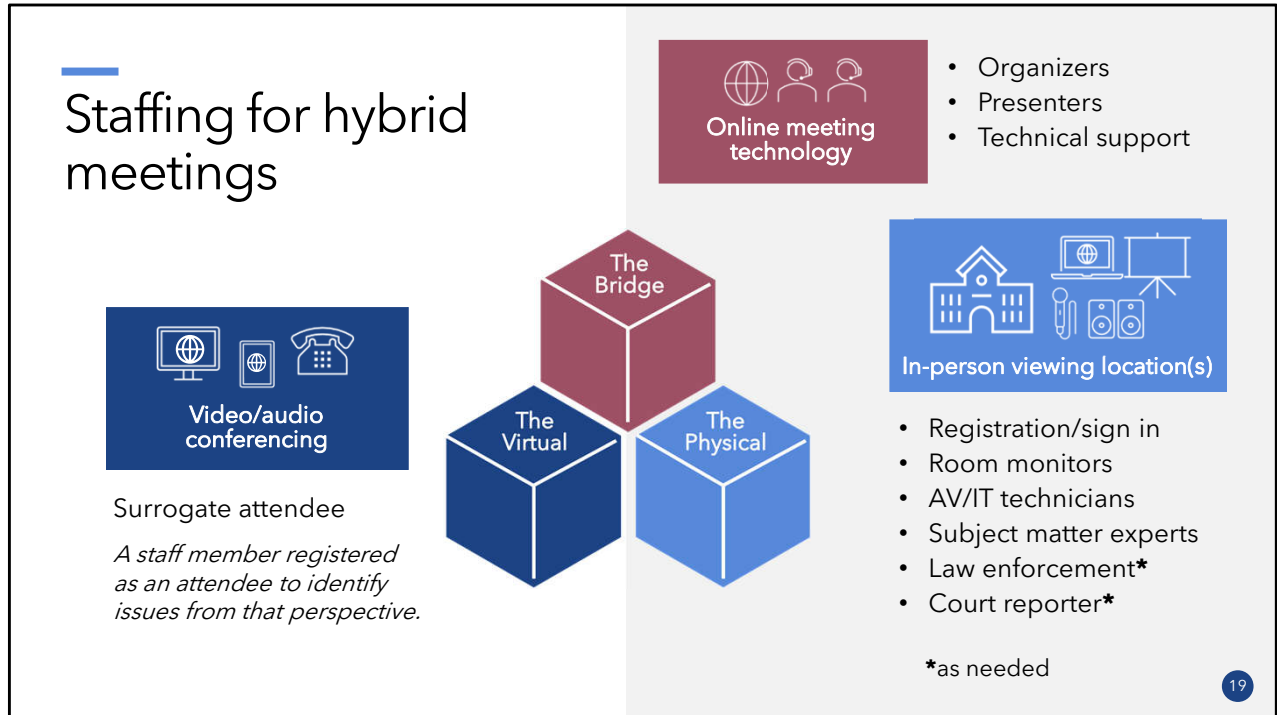 Staffing for hybrid
meetings
Online meeting
technology
• Organizers
• Presenters
• Technical support
The
Bridge
The
Virtual
The
Physical
Video/audio
conferencing
Surrogate attendee
A staff member registered
as an attendee to identify
issues from that perspective.
In-person viewing location(s)
• Registration/sign in
• Room monitors
• AV/IT technicians
• Subject matter experts
• Law enforcement*
• Court reporter*
*as needed
19